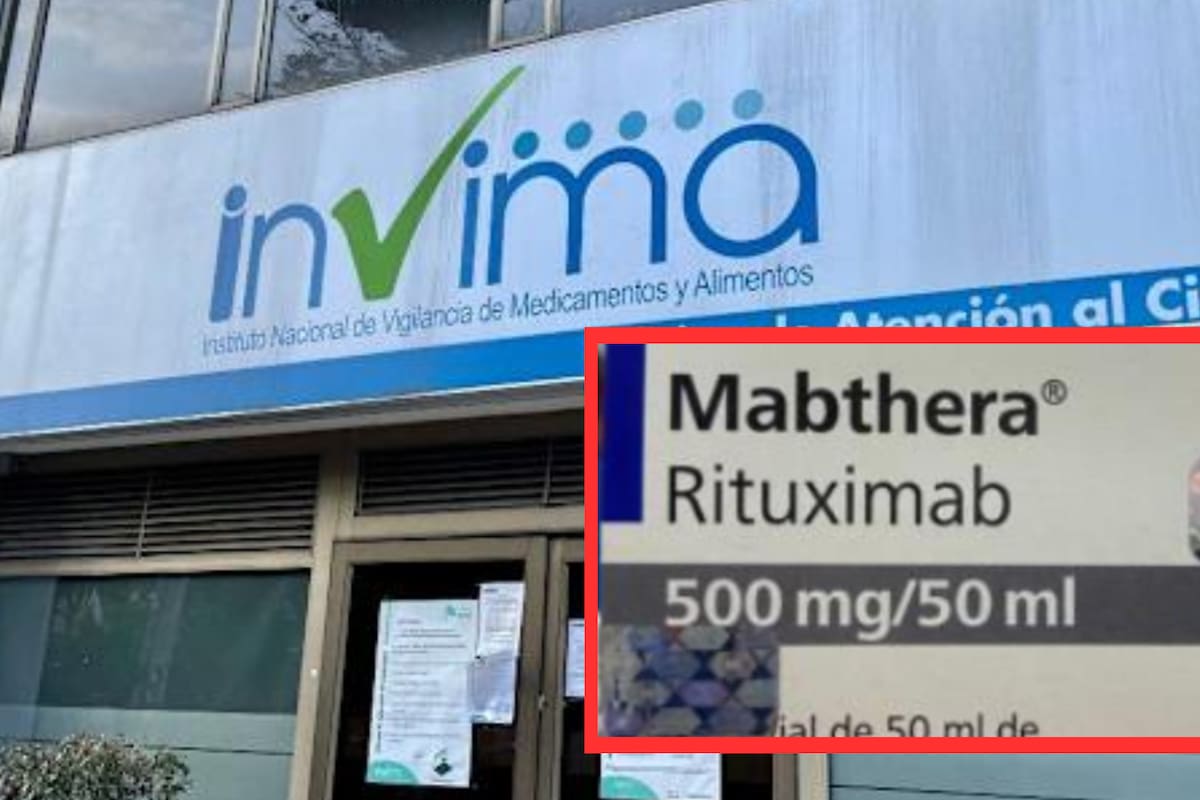 invima
Instituto Nacional de Vigilancia de Medicamentos y Alimentos
Atención al Ci
Mabthera®
Rituximab
500 mg/50 ml
ial de 50 ml de